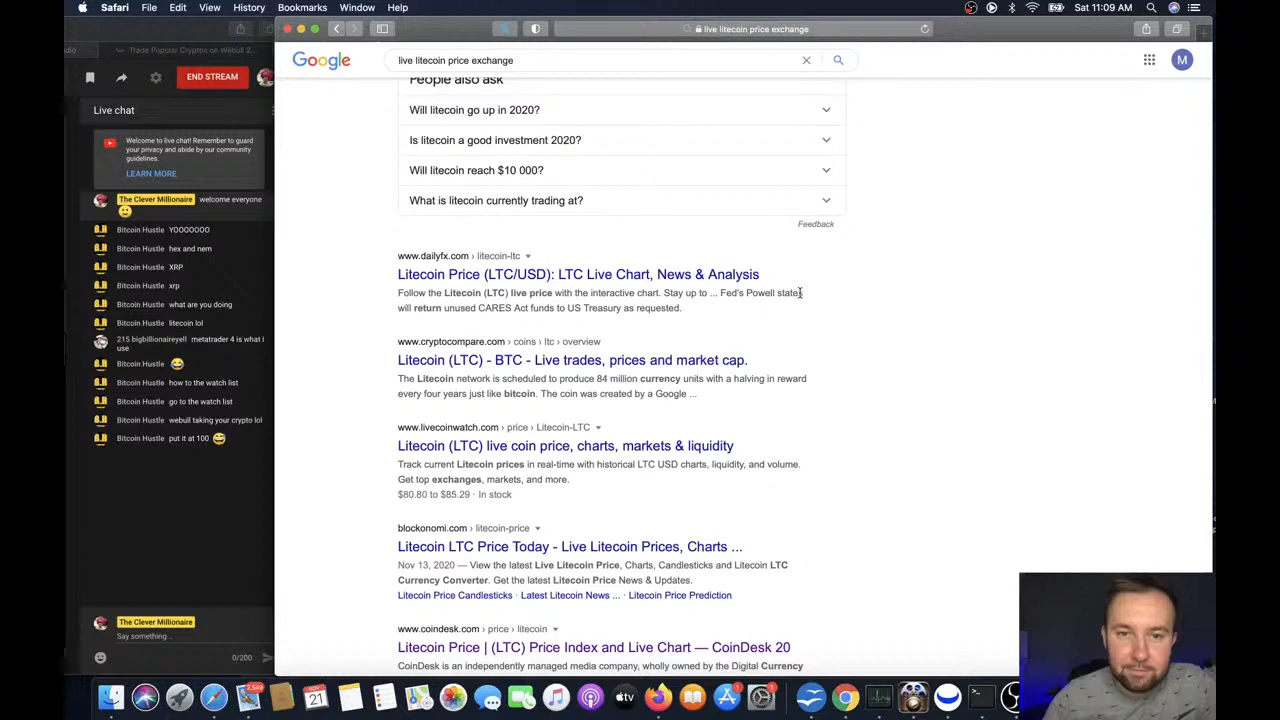 Safari File Edit View History Bookmarks Window Help
Sat 11:09 AM
Trade Popular Cryptos on Webull 2...
live litecoin price exchange
END STREAM
Live chat
Welcome to live chat! Remember to guard
your privacy and abide by our community
guidelines.
LEARN MORE
The Clever Millionaire welcome everyone
Bitcoin Hustle YOOOOOOO
Bitcoin Hustle hex and nem
Bitcoin Hustle XRP
Bitcoin Hustle xrp
Bitcoin Hustle what are you doing
Bitcoin Hustle litecoin lol
215 bigbillionaireyell metatrader 4 is what I
use
Bitcoin Hustle
Bitcoin Hustle how to the watch list
Bitcoin Hustle go to the watch list
Bitcoin Hustle webull taking your crypto lol
Bitcoin Hustle put it at 100
The Clever Millionaire
Say something...
0/200
Google
live litecoin price exchange
M
People also ask
Will litecoin go up in 2020?
Is litecoin a good investment 2020?
Will litecoin reach $10 000?
What is litecoin currently trading at?
Feedback
www.dailyfx.com › litecoin-ltc
Litecoin Price (LTC/USD): LTC Live Chart, News & Analysis
Follow the Litecoin (LTC) live price with the interactive chart. Stay up to ... Fed's Powell states
will return unused CARES Act funds to US Treasury as requested.
www.cryptocompare.com › coins › ltc › overview
Litecoin (LTC) - BTC - Live trades, prices and market cap.
The Litecoin network is scheduled to produce 84 million currency units with a halving in reward
every four years just like bitcoin. The coin was created by a Google ...
www.livecoinwatch.com › price › Litecoin-LTC
Litecoin (LTC) live coin price, charts, markets & liquidity
Track current Litecoin prices in real-time with historical LTC USD charts, liquidity, and volume.
Get top exchanges, markets, and more.
$80.80 to $85.29 · In stock
blockonomi.com › litecoin-price
Litecoin LTC Price Today - Live Litecoin Prices, Charts ...
Nov 13, 2020 — View the latest Live Litecoin Price, Charts, Candlesticks and Litecoin LTC
Currency Converter. Get the latest Litecoin Price News & Updates.
Litecoin Price Candlesticks · Latest Litecoin News ... · Litecoin Price Prediction
www.coindesk.com › price › litecoin
Litecoin Price | (LTC) Price Index and Live Chart — CoinDesk 20
CoinDesk is an independently managed media company, wholly owned by the Digital Currency
2,549
NOV
21
tv
1
1